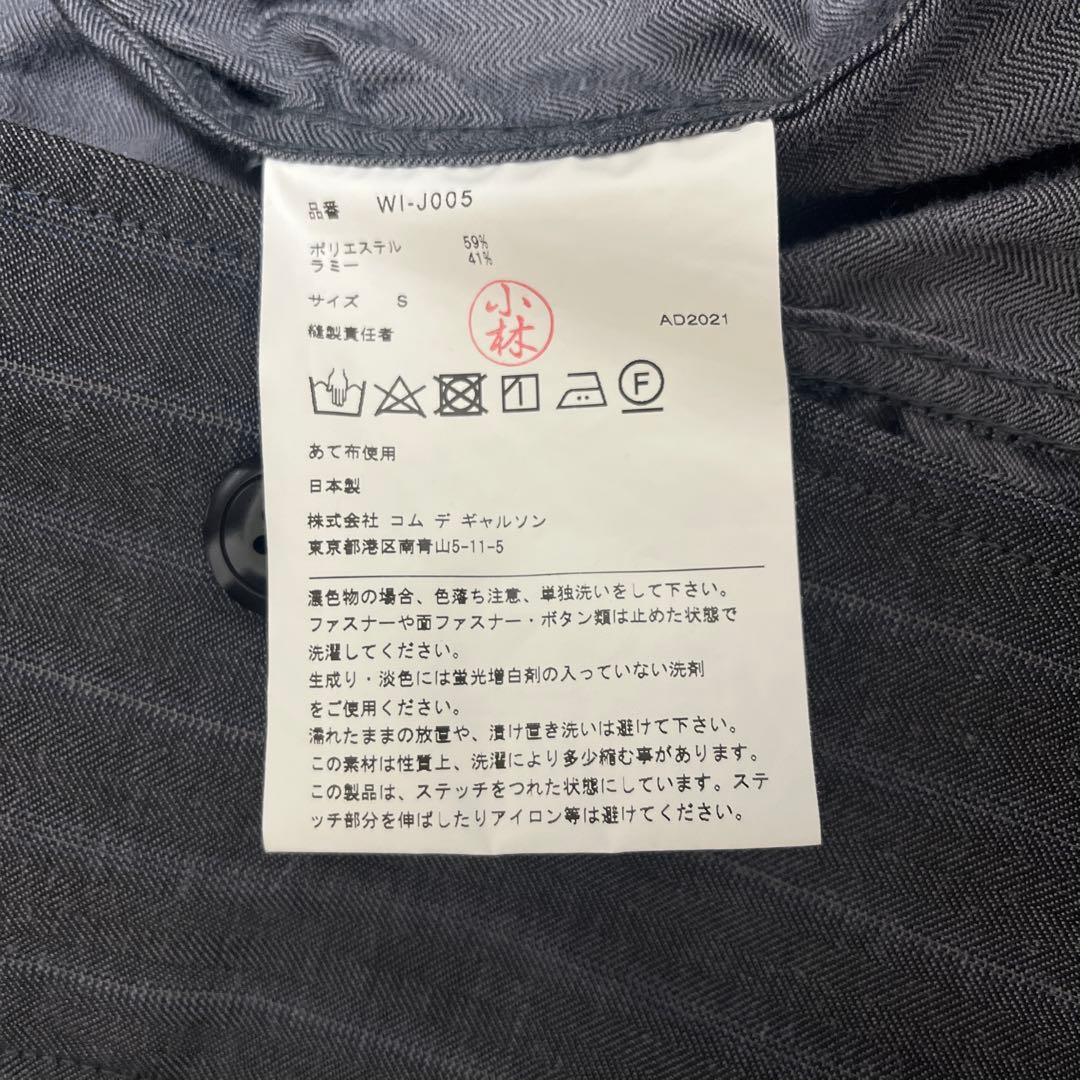 品番 WI-J005
ポリエステル 59%
ラミー 41%
サイズ S
小林
AD2021
縫製責任者
F
あて布使用
日本製
株式会社 コム デ ギャルソン
東京都港区南青山5-11-5
濃色物の場合、色落ち注意、単独洗いをして下さい。
ファスナーや面ファスナー・ボタン類は止めた状態で
洗濯してください。
生成り・淡色には蛍光増白剤の入っていない洗剤
をご使用ください。
濡れたままの放置や、漬け置き洗いは避けて下さい。
この素材は性質上、洗濯により多少縮む事があります。
この製品は、ステッチをつれた状態にしています。ステ
ッチ部分を伸ばしたりアイロン等は避けてください。